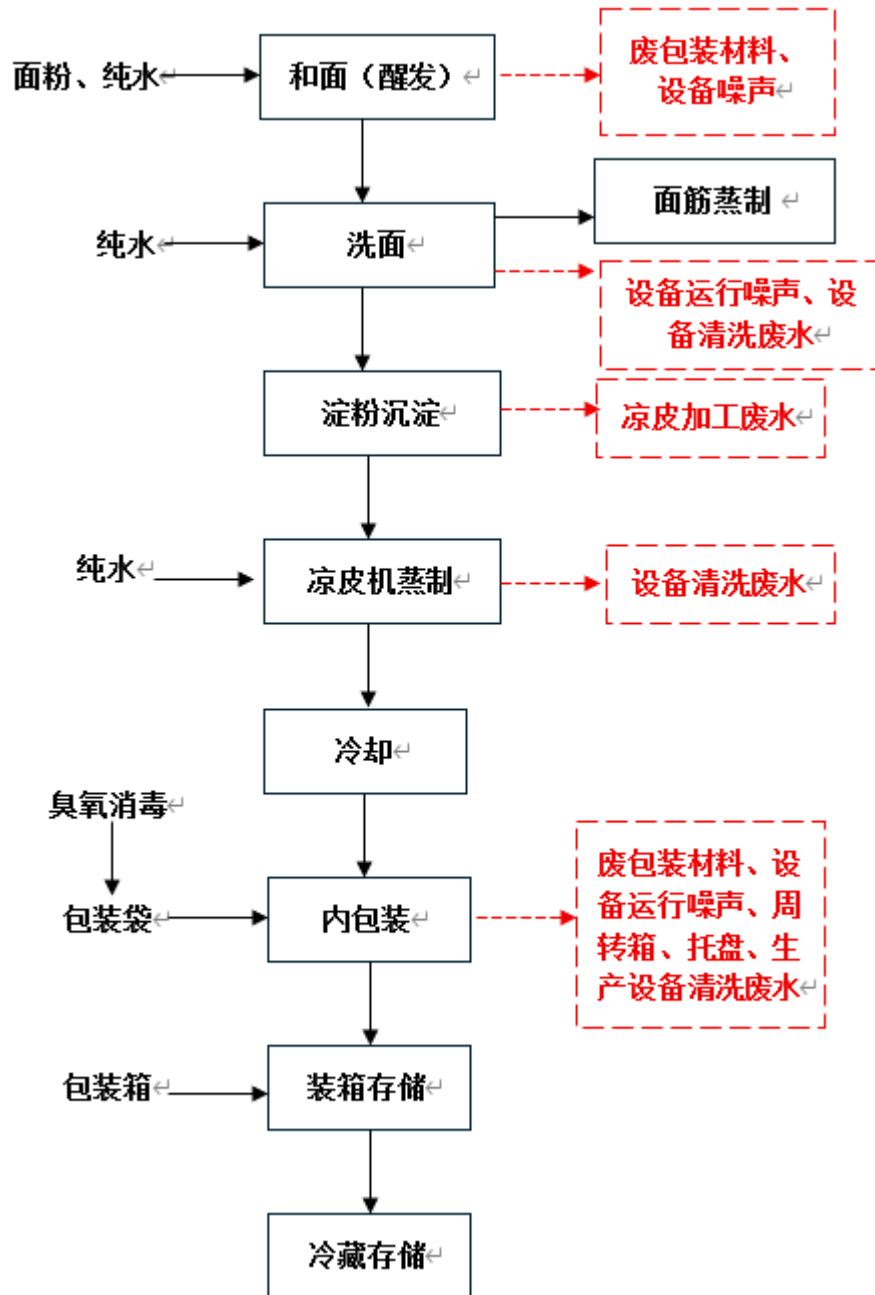 面粉、纯水
和面（醒发）
废包装材料、
设备噪声
面筋蒸制
纯水
洗面
设备运行噪声、设
备清洗废水
淀粉沉淀
凉皮加工废水
纯水
凉皮机蒸制
设备清洗废水
冷却
臭氧消毒
包装袋
内包装
废包装材料、设
备运行噪声、周
转箱、托盘、生
产设备清洗废水
包装箱
装箱存储
冷藏存储